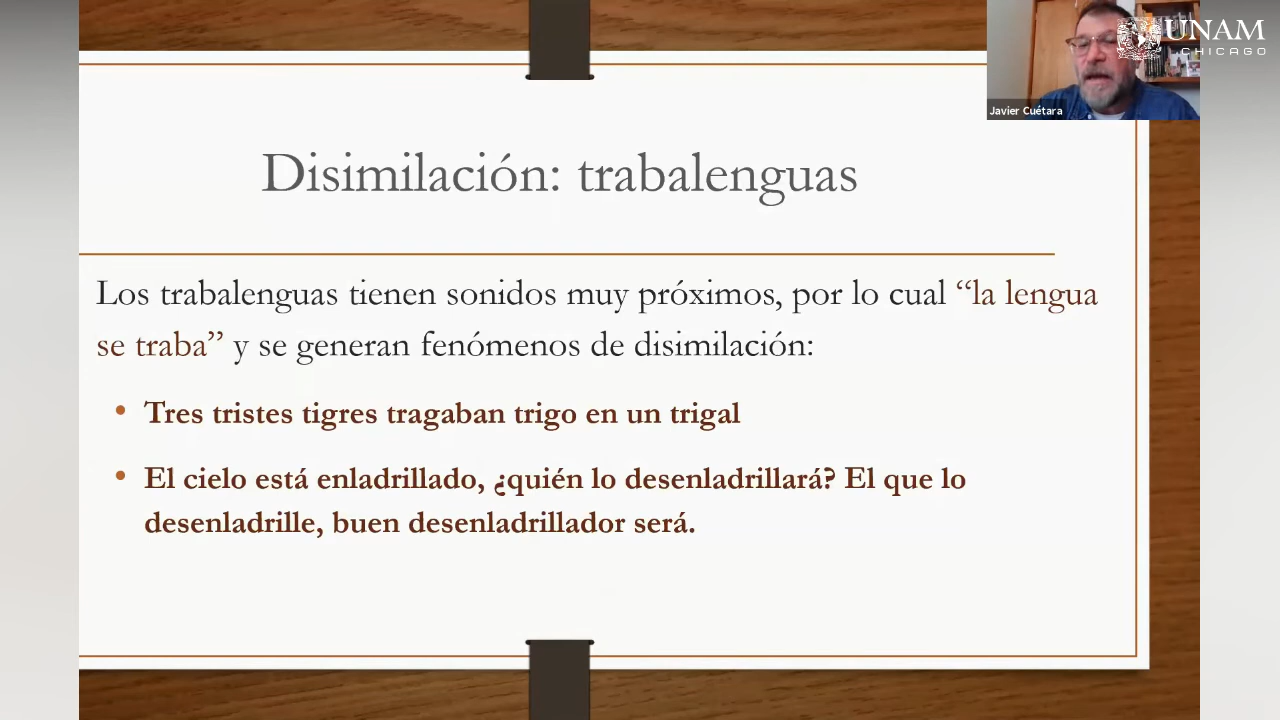 UNAM
CHICAGO
Javier Cuétara
Disimilación: trabalenguas
Los trabalenguas tienen sonidos muy próximos, por lo cual “la lengua
se traba” y se generan fenómenos de disimilación:
• Tres tristes tigres tragaban trigo en un trigal
• El cielo está enladrillado, ¿quién lo desenladrillará? El que lo
desenladrille, buen desenladrillador será.